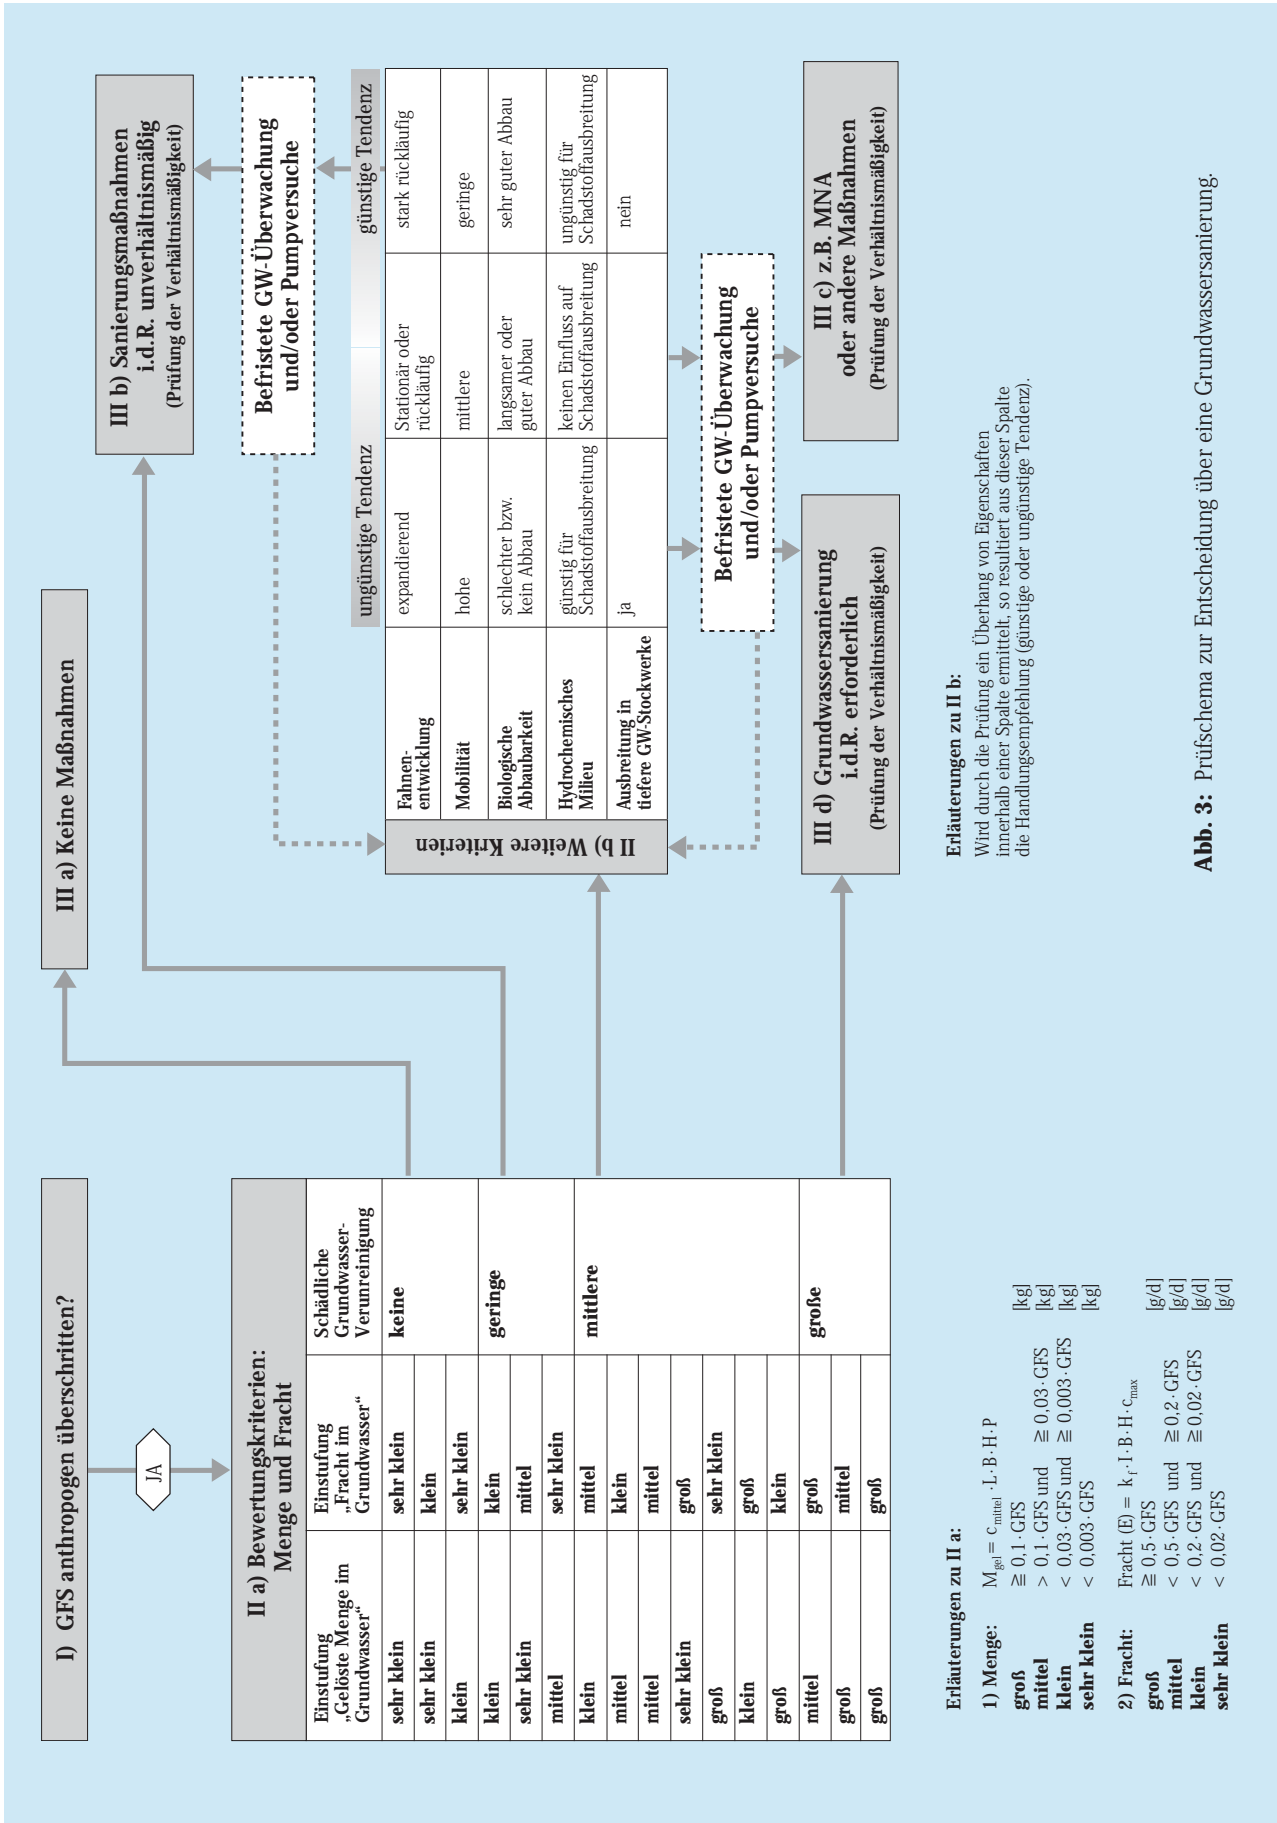 I) GFS anthropogen überschritten?
JA
II a) Bewertungskriterien:
Menge und Fracht
Einstufung
„Gelöste Menge im
Grundwasser“
Einstufung
„Fracht im
Grundwasser“
Schädliche
Grundwasser-
Verunreinigung
sehr klein sehr klein keine
sehr klein klein
klein sehr klein
klein klein geringe
sehr klein mittel
mittel sehr klein
klein mittel mittlere
mittel klein
mittel mittel
sehr klein groß
groß sehr klein
klein groß
groß klein
mittel groß große
groß mittel
groß groß
Erläuterungen zu II a:
1) Menge: Mgel = cmittel · L · B · H · P
groß ≧ 0,1 · GFS [kg]
mittel > 0,1 · GFS und ≧ 0,03 · GFS [kg]
klein < 0,03 · GFS und ≧ 0,003 · GFS [kg]
sehr klein < 0,003 · GFS [kg]
2) Fracht: Fracht (E) = kf · I · B · H · cmax
groß ≧ 0,5 · GFS [g/d]
mittel < 0,5 · GFS und ≧ 0,2 · GFS [g/d]
klein < 0,2 · GFS und ≧ 0,02 · GFS [g/d]
sehr klein < 0,02 · GFS [g/d]
III a) Keine Maßnahmen
III b) Sanierungsmaßnahmen
i.d.R. unverhältnismäßig
(Prüfung der Verhältnismäßigkeit)
Befristete GW-Überwachung
und/oder Pumpversuche
ungünstige Tendenz günstige Tendenz
II b) Weitere Kriterien
Fahnen-
entwicklung
expandierend
Stationär oder
rückläufig
stark rückläufig
Mobilität hohe mittlere geringe
Biologische
Abbaubarkeit
schlechter bzw.
kein Abbau
langsamer oder
guter Abbau
sehr guter Abbau
Hydrochemisches
Milieu
günstig für
Schadstoffausbreitung
keinen Einfluss auf
Schadstoffausbreitung
ungünstig für
Schadstoffausbreitung
Ausbreitung in
tiefere GW-Stockwerke
ja
nein
Befristete GW-Überwachung
und/oder Pumpversuche
III d) Grundwassersanierung
i.d.R. erforderlich
(Prüfung der Verhältnismäßigkeit)
III c) z.B. MNA
oder andere Maßnahmen
(Prüfung der Verhältnismäßigkeit)
Erläuterungen zu II b:
Wird durch die Prüfung ein Überhang von Eigenschaften
innerhalb einer Spalte ermittelt, so resultiert aus dieser Spalte
die Handlungsempfehlung (günstige oder ungünstige Tendenz).
Abb. 3: Prüfschema zur Entscheidung über eine Grundwassersanierung.